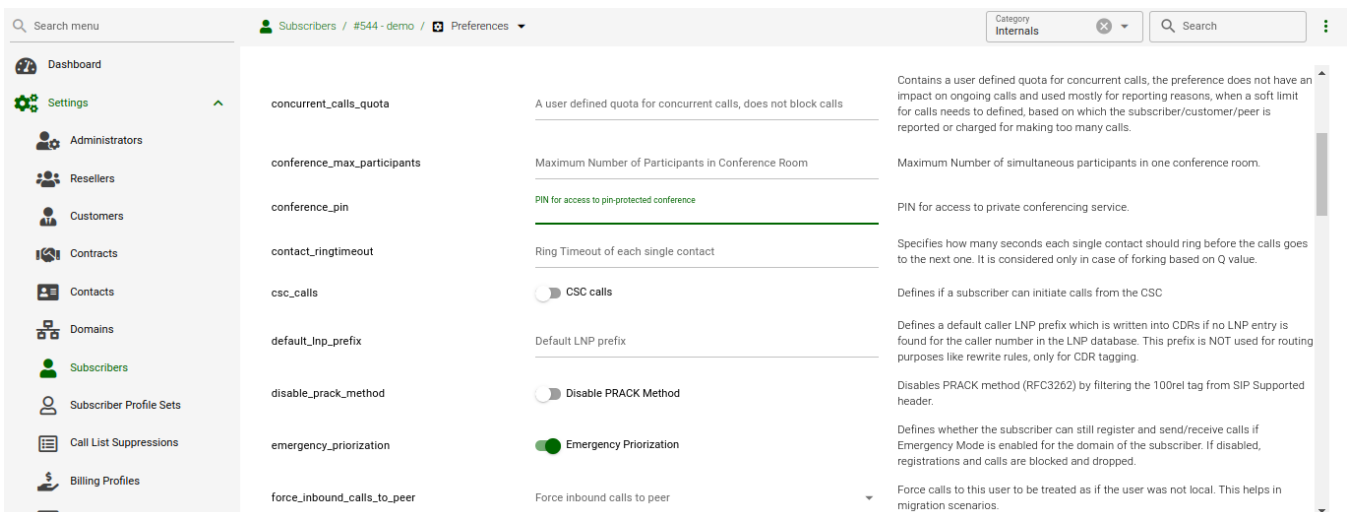 Search menu
Subscribers / #544 - demo / Preferences
Category
Internals
Search
Dashboard
Settings
Administrators
Resellers
Customers
Contracts
Contacts
Domains
Subscribers
Subscriber Profile Sets
Call List Suppressions
Billing Profiles
concurrent_calls_quota
A user defined quota for concurrent calls, does not block calls
Contains a user defined quota for concurrent calls, the preference does not have an
impact on ongoing calls and used mostly for reporting reasons, when a soft limit
for calls needs to defined, based on which the subscriber/customer/peer is
reported or charged for making too many calls.
conference_max_participants
Maximum Number of Participants in Conference Room
Maximum Number of simultaneous participants in one conference room.
conference_pin
PIN for access to pin-protected conference
PIN for access to private conferencing service.
contact_ringtimeout
Ring Timeout of each single contact
Specifies how many seconds each single contact should ring before the calls goes
to the next one. It is considered only in case of forking based on Q value.
csc_calls
CSC calls
Defines if a subscriber can initiate calls from the CSC
default_lnp_prefix
Default LNP prefix
Defines a default caller LNP prefix which is written into CDRs if no LNP entry is
found for the caller number in the LNP database. This prefix is NOT used for routing
purposes like rewrite rules, only for CDR tagging.
disable_prack_method
Disable PRACK Method
Disables PRACK method (RFC3262) by filtering the 100rel tag from SIP Supported
header.
emergency_priorization
Emergency Priorization
Defines whether the subscriber can still register and send/receive calls if
Emergency Mode is enabled for the domain of the subscriber. If disabled,
registrations and calls are blocked and dropped.
force_inbound_calls_to_peer
Force inbound calls to peer
Force calls to this user to be treated as if the user was not local. This helps in
migration scenarios.